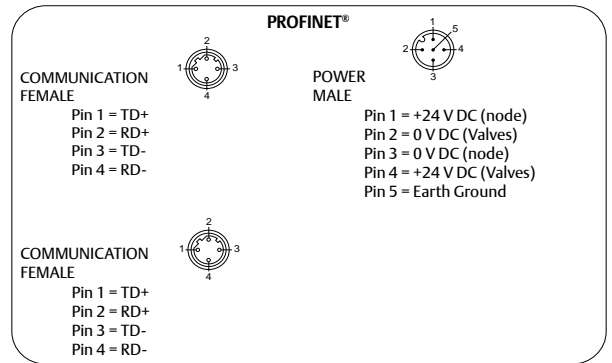 PROFINET®
2
1 3
4
COMMUNICATION
FEMALE
Pin 1 = TD+
Pin 2 = RD+
Pin 3 = TD-
Pin 4 = RD-
1
5
2 4
3
POWER
MALE
Pin 1 = +24 V DC (node)
Pin 2 = 0 V DC (Valves)
Pin 3 = 0 V DC (node)
Pin 4 = +24 V DC (Valves)
Pin 5 = Earth Ground
2
1 3
4
COMMUNICATION
FEMALE
Pin 1 = TD+
Pin 2 = RD+
Pin 3 = TD-
Pin 4 = RD-